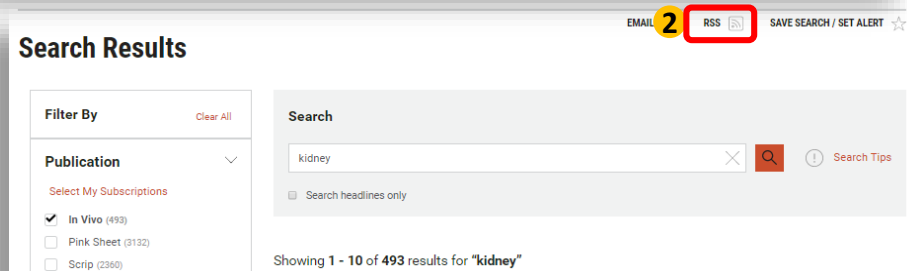 EMAIL 2 RSS SAVE SEARCH / SET ALERT
Search Results
Filter By Clear All
Publication
Select My Subscriptions
In Vivo (493)
Pink Sheet (3132)
Scrip (2360)
Search
kidney
Search Tips
Search headlines only
Showing 1 - 10 of 493 results for “kidney”